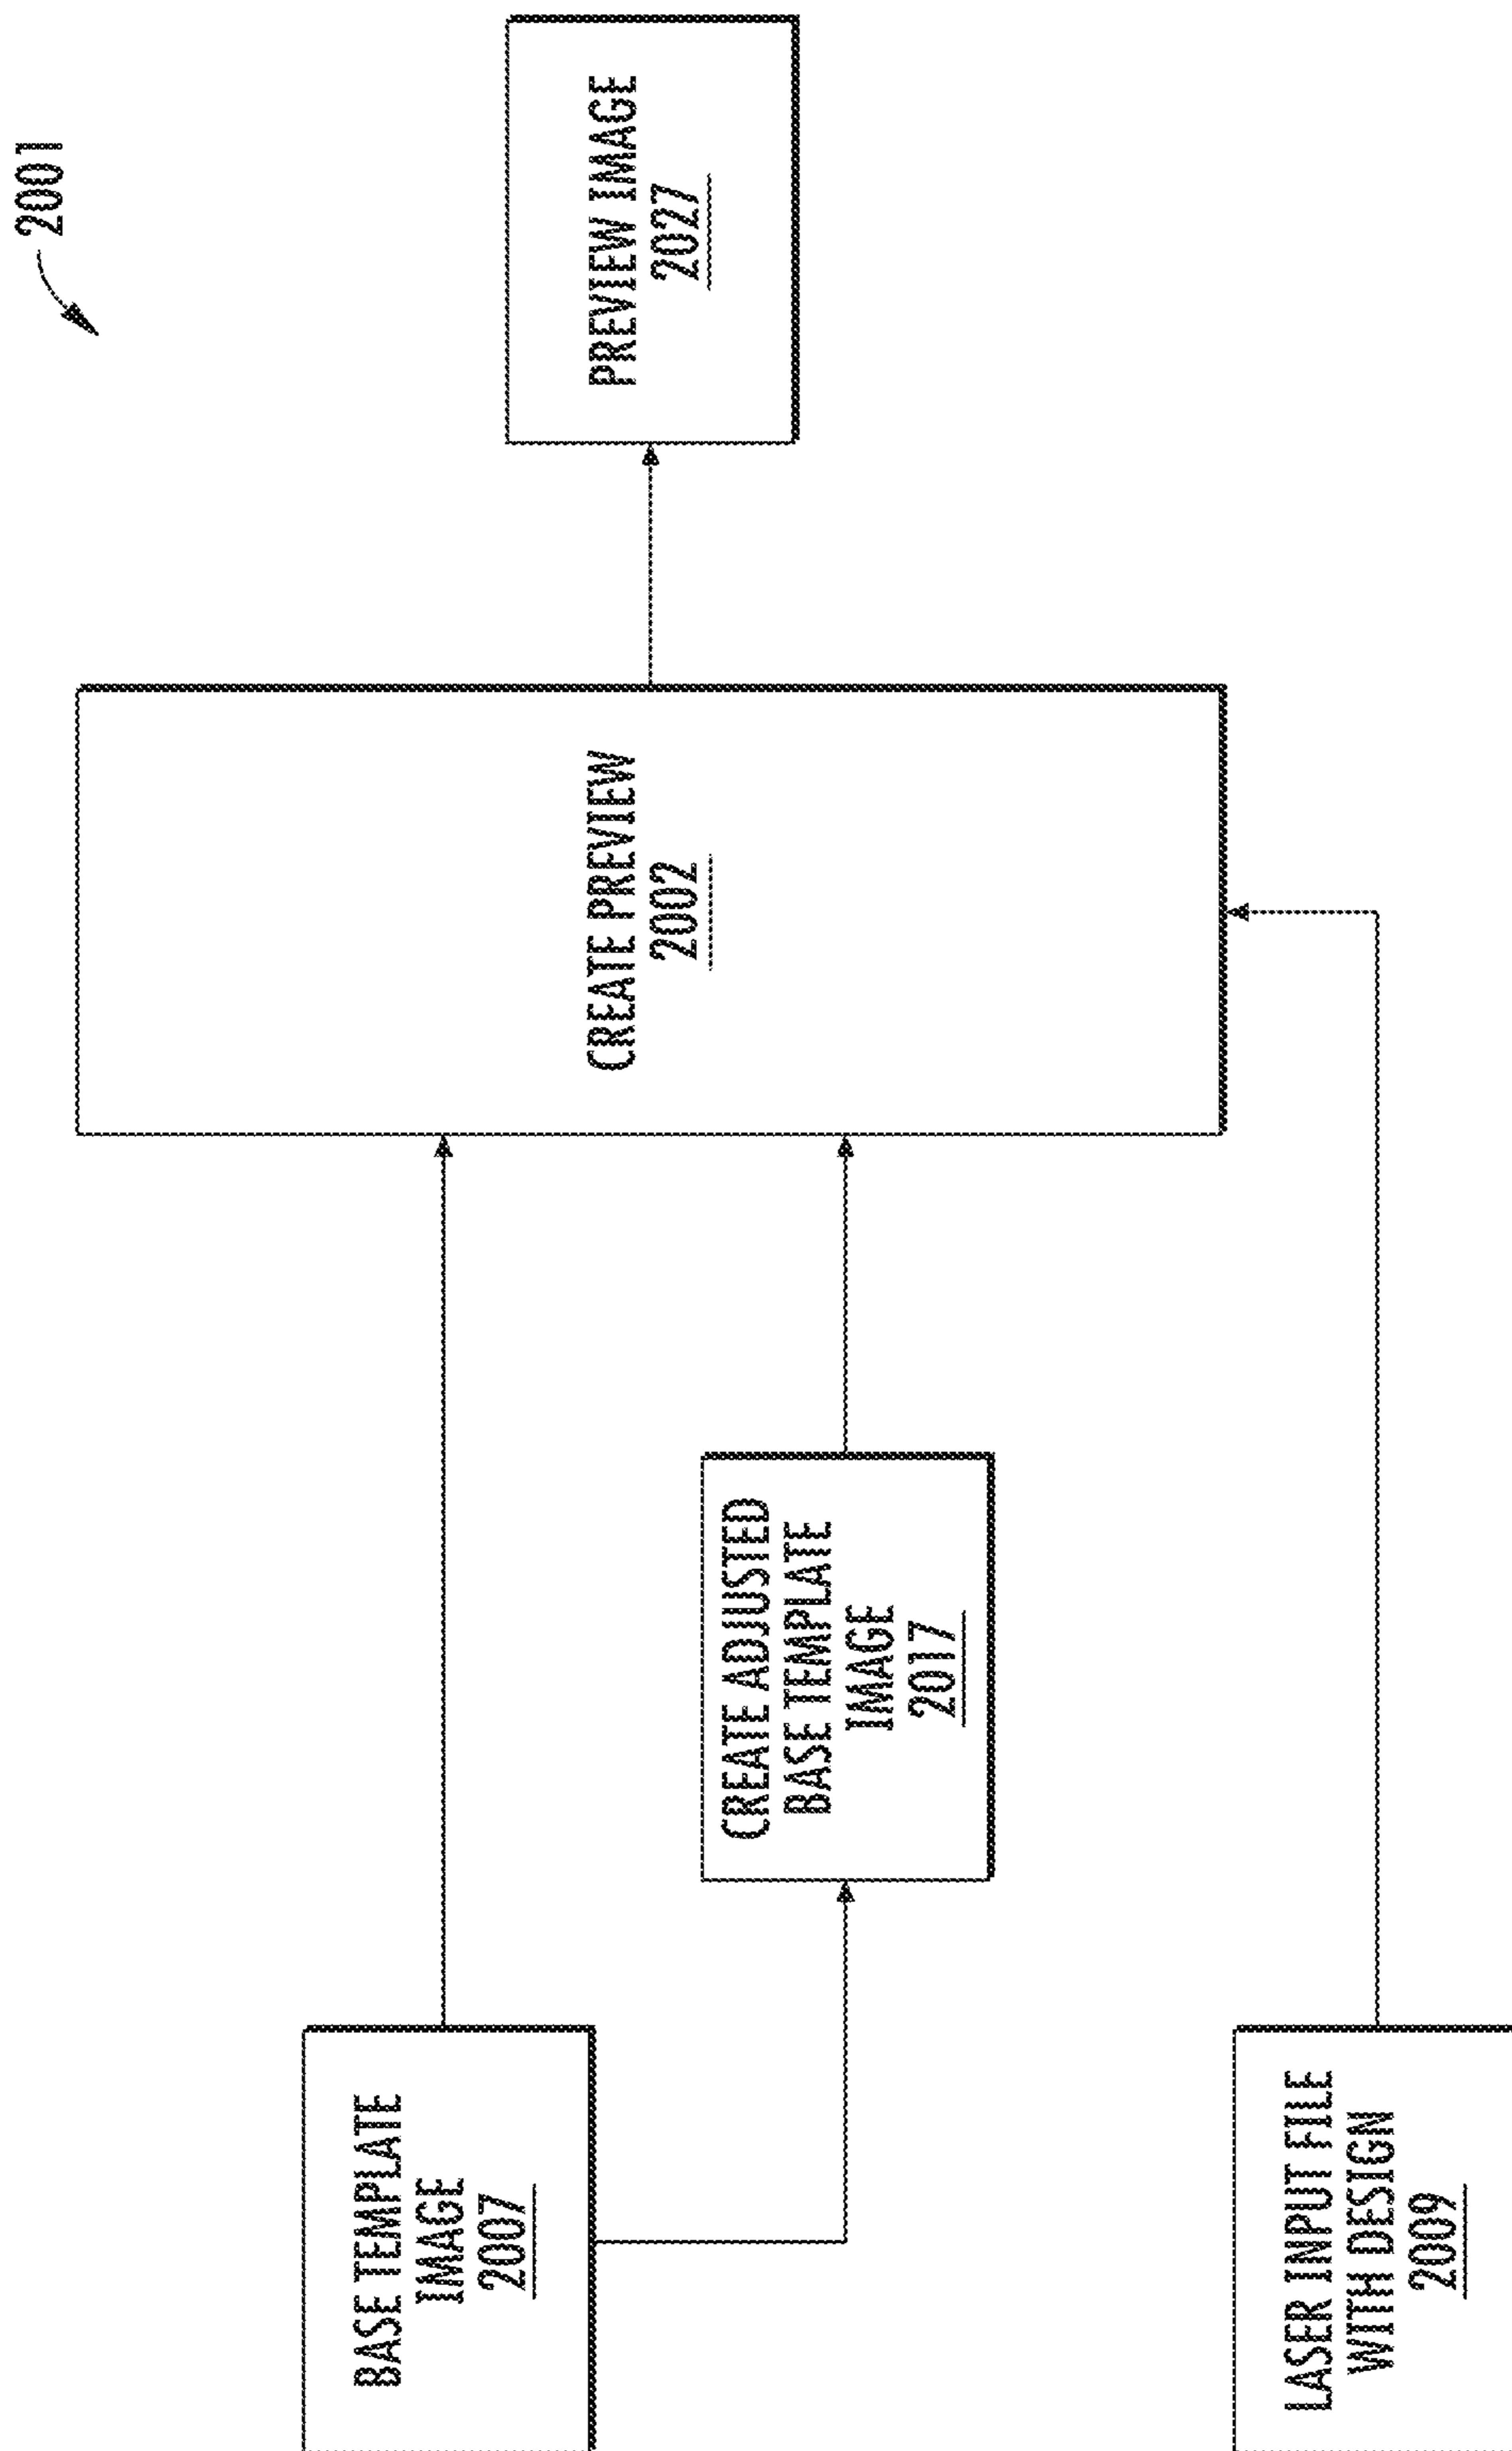 2001
BASE TEMPLATE
IMAGE
2007
CREATE ADJUSTED
BASE TEMPLATE
IMAGE
2017
LASER INPUT FILE
WITH DESIGN
2009
CREATE PREVIEW
2002
PREVIEW IMAGE
2027